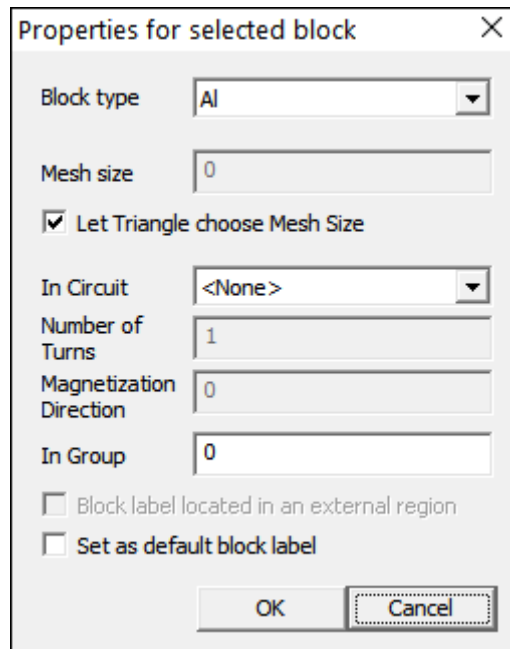 Properties for selected block
Block type Al
Mesh size 0
Let Triangle choose Mesh Size
In Circuit <None>
Number of Turns 1
Magnetization Direction 0
In Group 0
Block label located in an external region
Set as default block label
OK Cancel